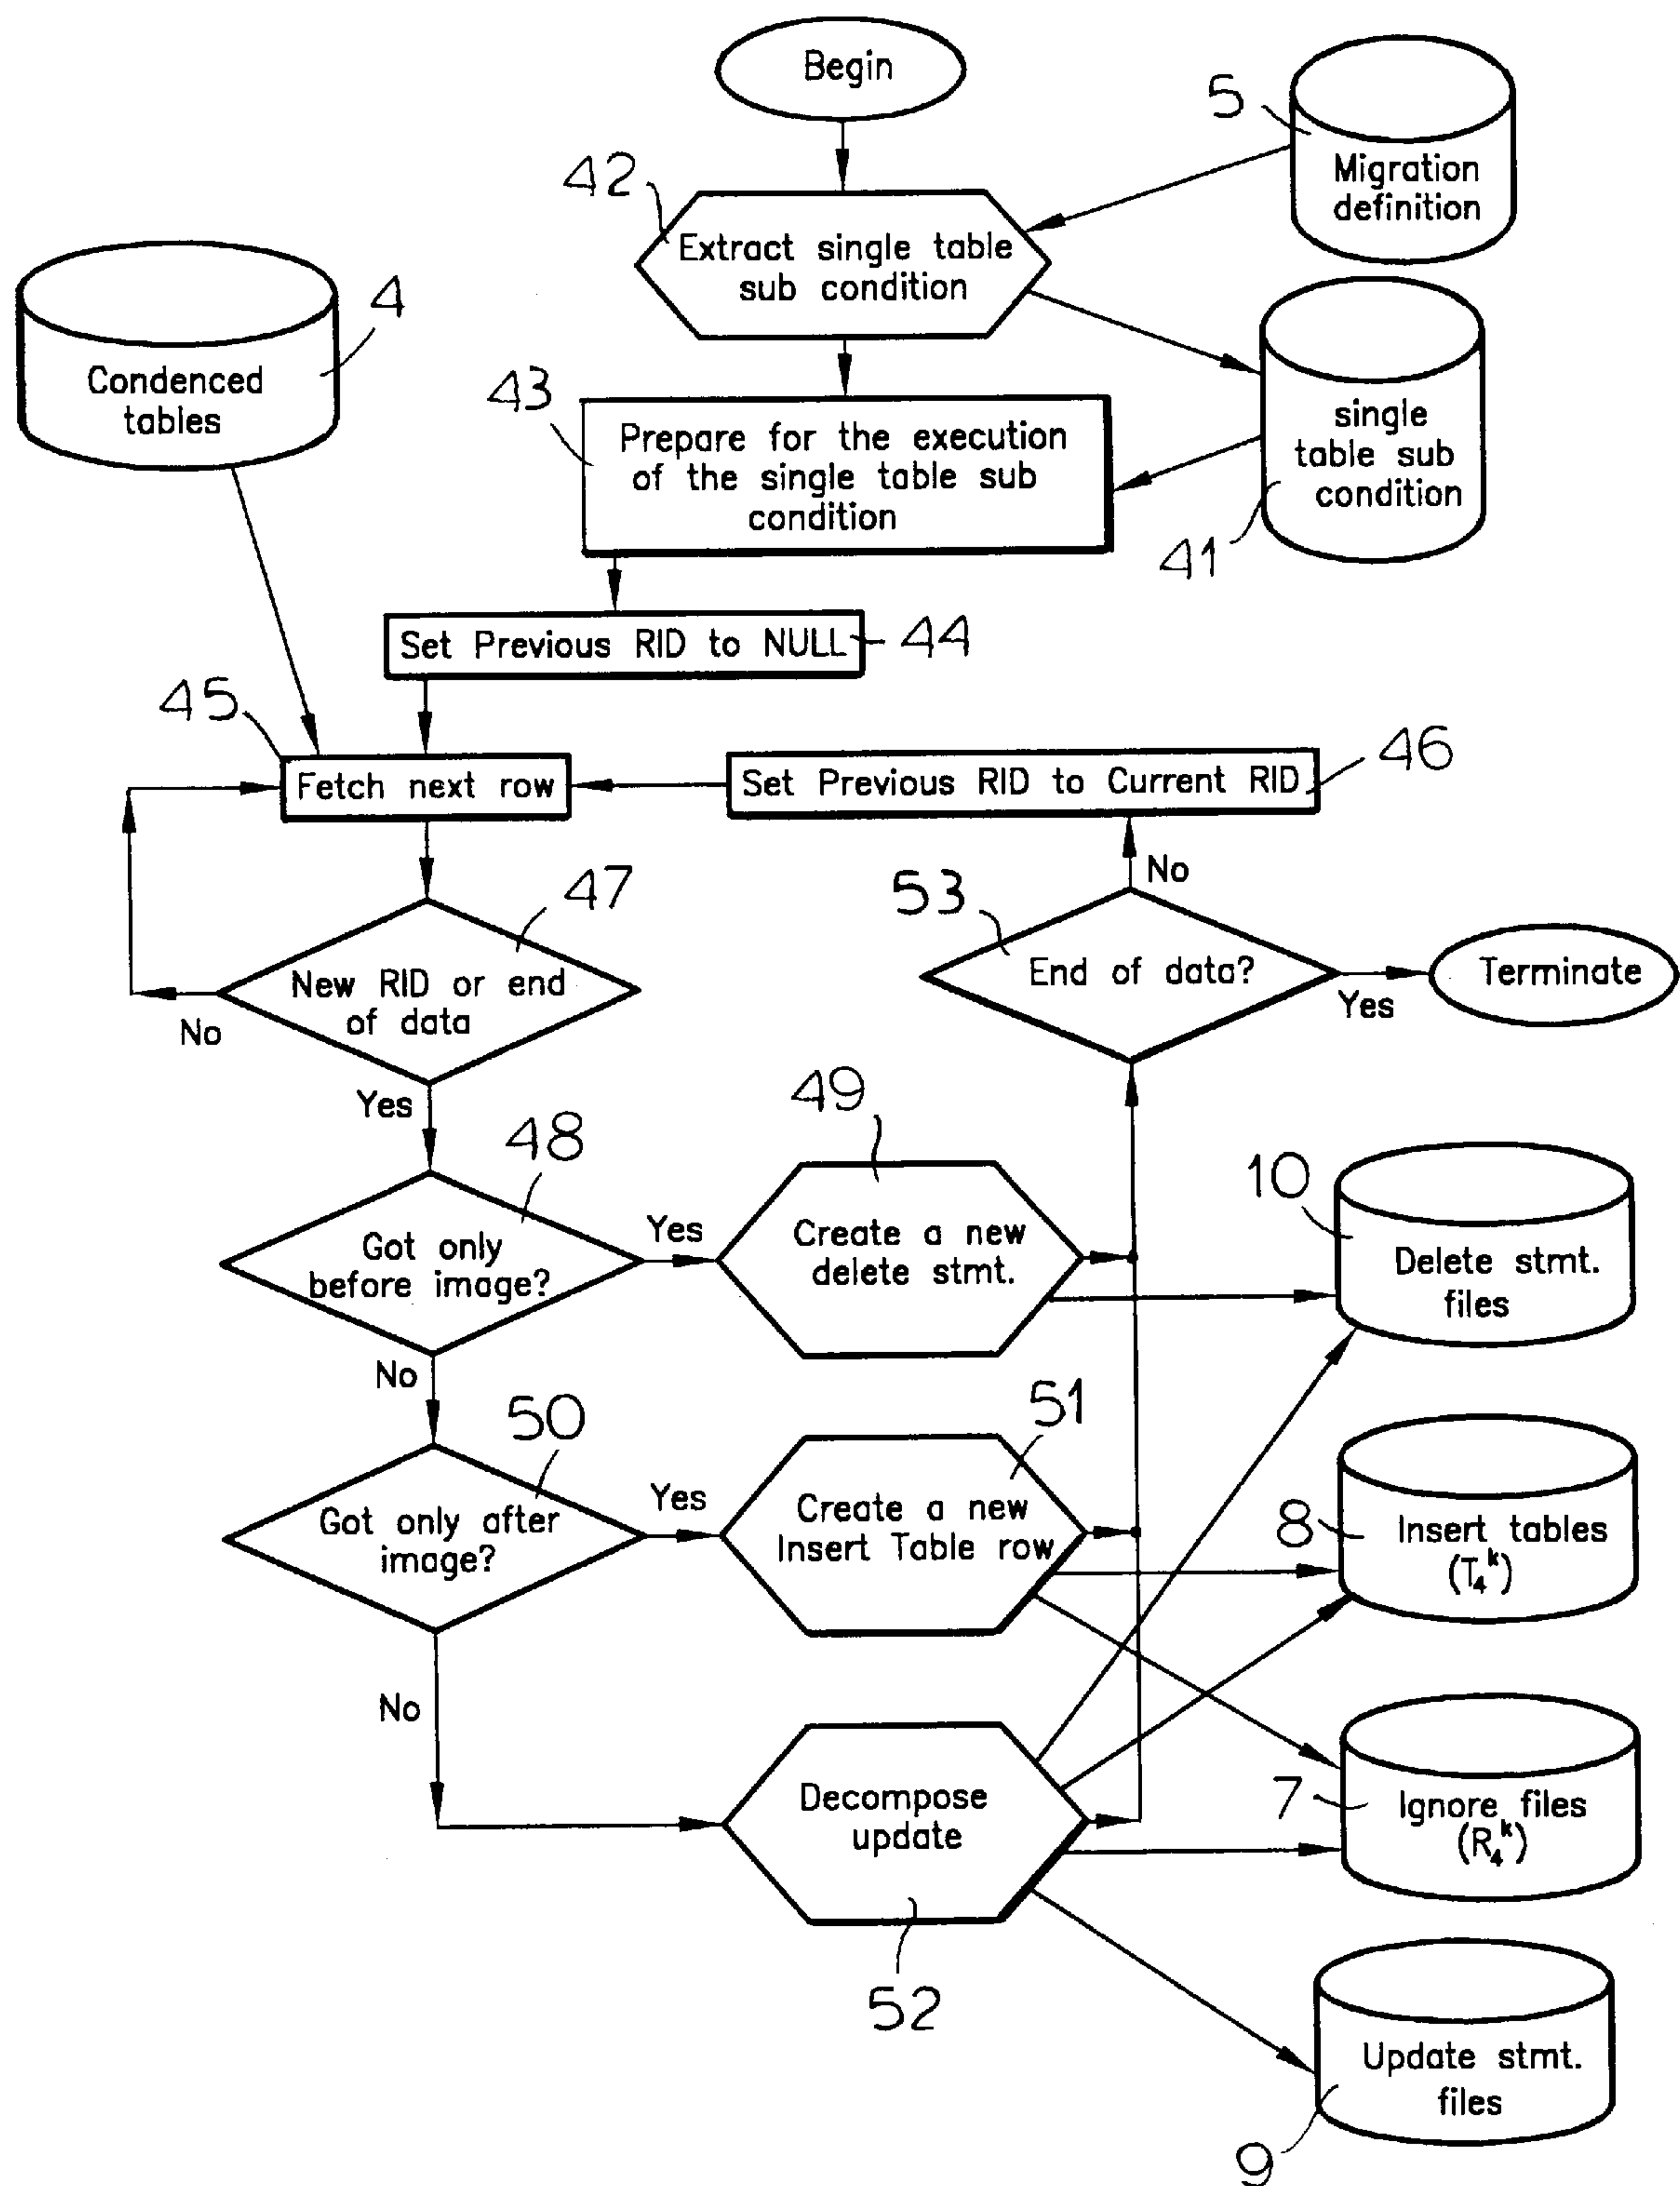 Begin
5
Migration
definition
42
Extract single table
sub condition
4
Condenced
tables
43
Prepare for the execution
of the single table sub
condition
single
table sub
condition
41
Set Previous RID to NULL
44
45
Fetch next row
Set Previous RID to Current RID
46
No
47
New RID or end
of data
No
Yes
53
End of data?
Yes
Terminate
48
Got only
before image?
Yes
No
49
Create a new
delete stmt.
10
Delete stmt.
files
50
Got only after
image?
Yes
No
51
Create a new
Insert Table row
8
Insert tables
(T₄ᵏ)
Decompose
update
52
7
Ignore files
(R₄ᵏ)
Update stmt.
files
9